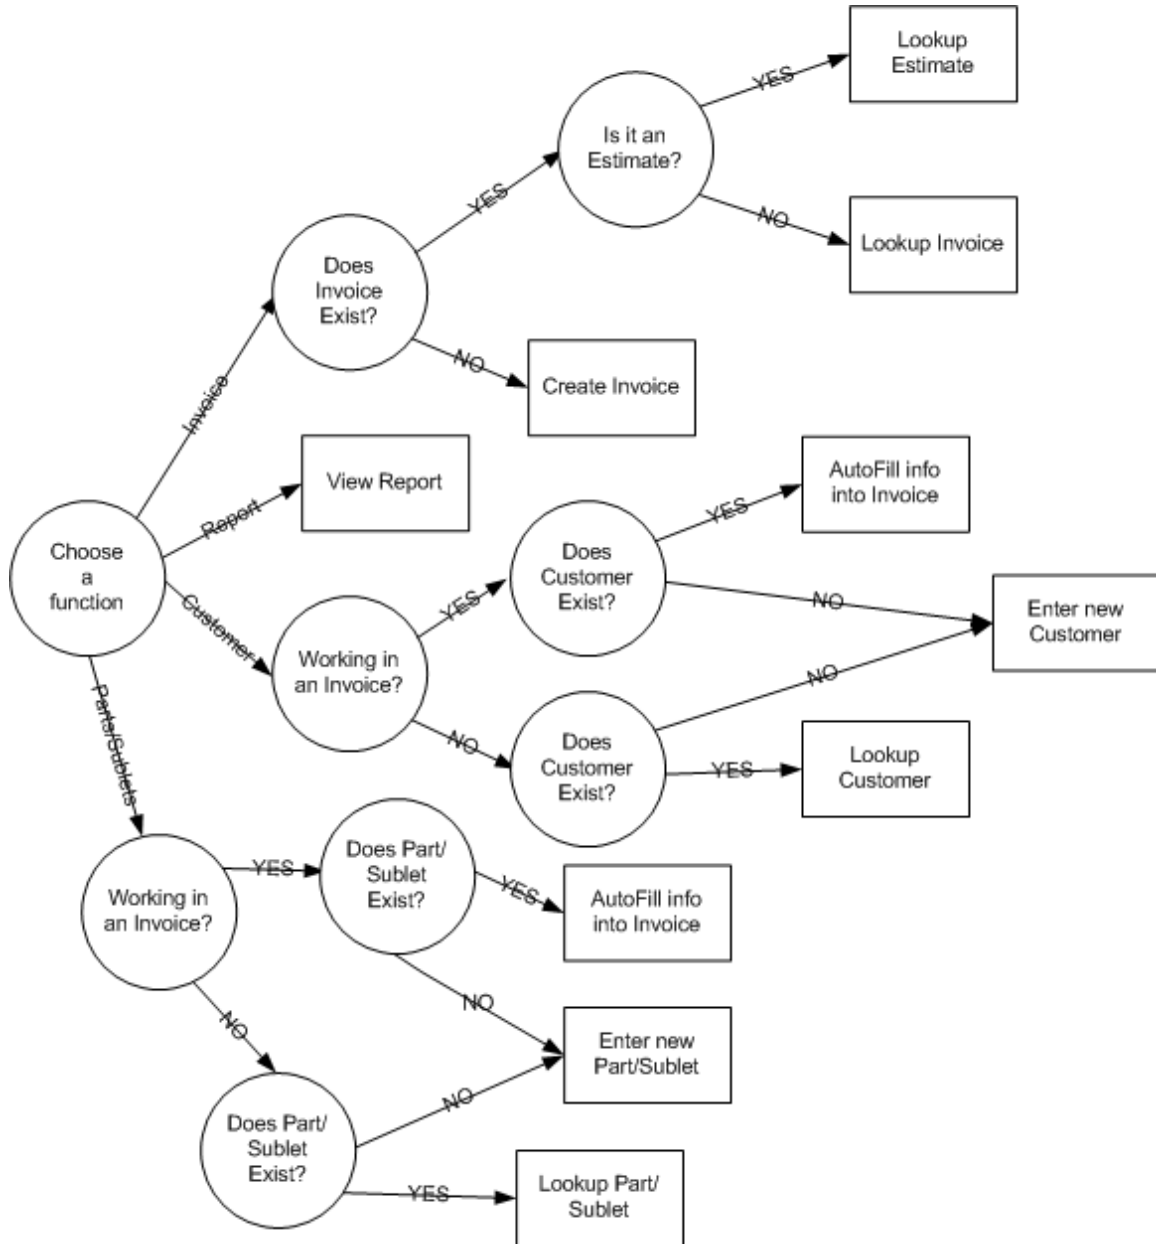 Lookup
Estimate
YES
Is it an
Estimate?
NO
Lookup Invoice
YES
Does
Invoice
Exist?
NO
Create Invoice
Invoice
View Report
Report
AutoFill info
into Invoice
YES
Does
Customer
Exist?
Choose
a
function
NO
Enter new
Customer
Customer
YES
Working in
an Invoice?
NO
NO
Does
Customer
Exist?
YES
Lookup
Customer
Parts/Sublets
Working in
an Invoice?
YES
Does Part/
Sublet
Exist?
YES
AutoFill info
into Invoice
NO
NO
Enter new
Part/Sublet
NO
Does Part/
Sublet
Exist?
YES
Lookup Part/
Sublet